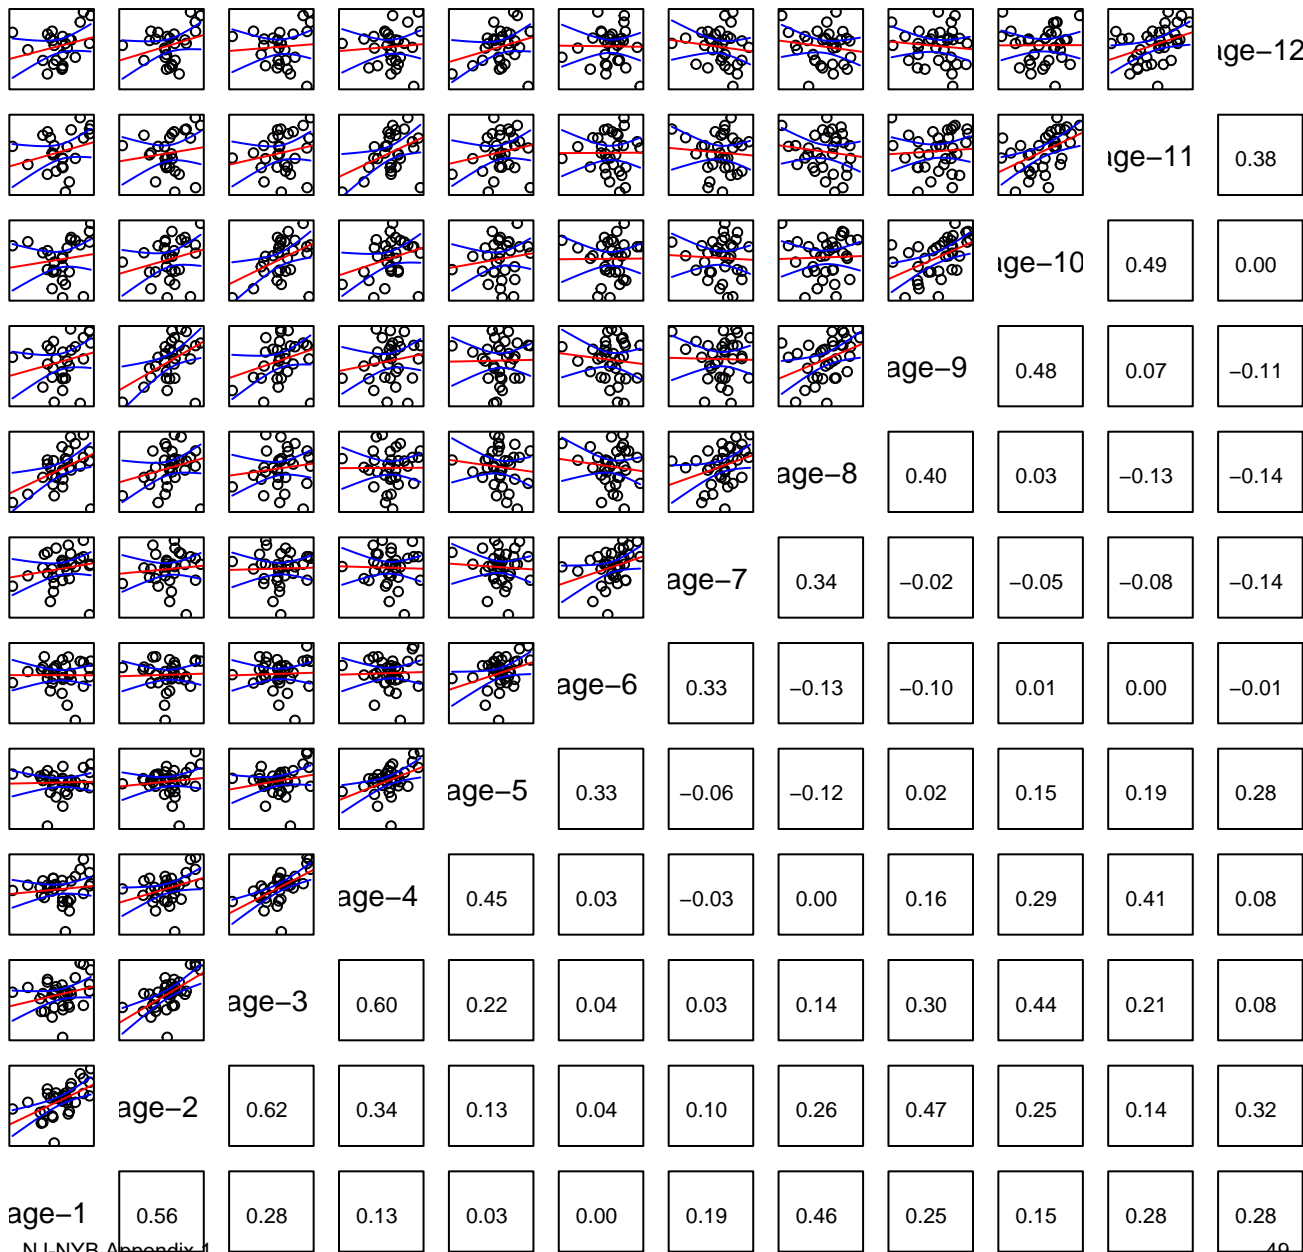 age−12
age−11 0.38
age−10 0.49 0.00
age−9 0.48 0.07 −0.11
age−8 0.40 0.03 −0.13 −0.14
age−7 0.34 −0.02 −0.05 −0.08 −0.14
age−6 0.33 −0.13 −0.10 0.01 0.00 −0.01
age−5 0.33 −0.06 −0.12 0.02 0.15 0.19 0.28
age−4 0.45 0.03 −0.03 0.00 0.16 0.29 0.41 0.08
age−3 0.60 0.22 0.04 0.03 0.14 0.30 0.44 0.21 0.08
age−2 0.62 0.34 0.13 0.04 0.10 0.26 0.47 0.25 0.14 0.32
age−1 0.56 0.28 0.13 0.03 0.00 0.19 0.46 0.25 0.15 0.28 0.28
NJ-NYB Appendix 1 49